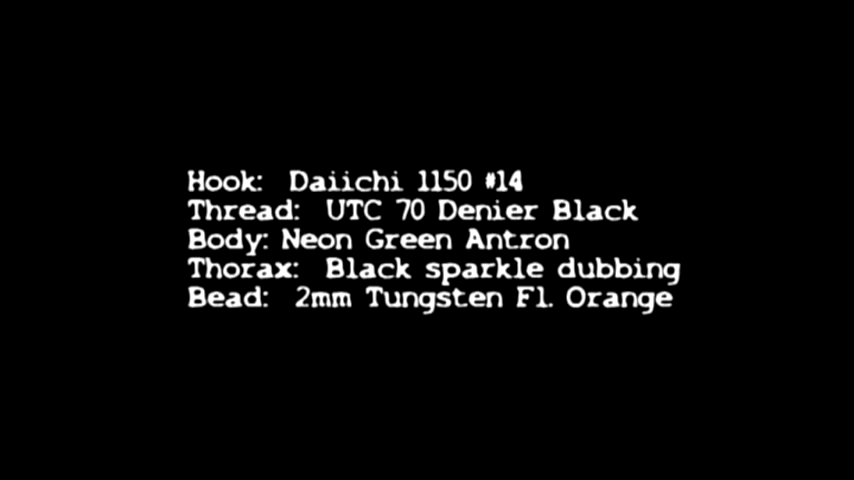 Hook:  Daiichi 1150 #14
Thread:  UTC 70 Denier Black
Body: Neon Green Antron
Thorax:  Black sparkle dubbing
Bead:  2mm Tungsten Fl. Orange